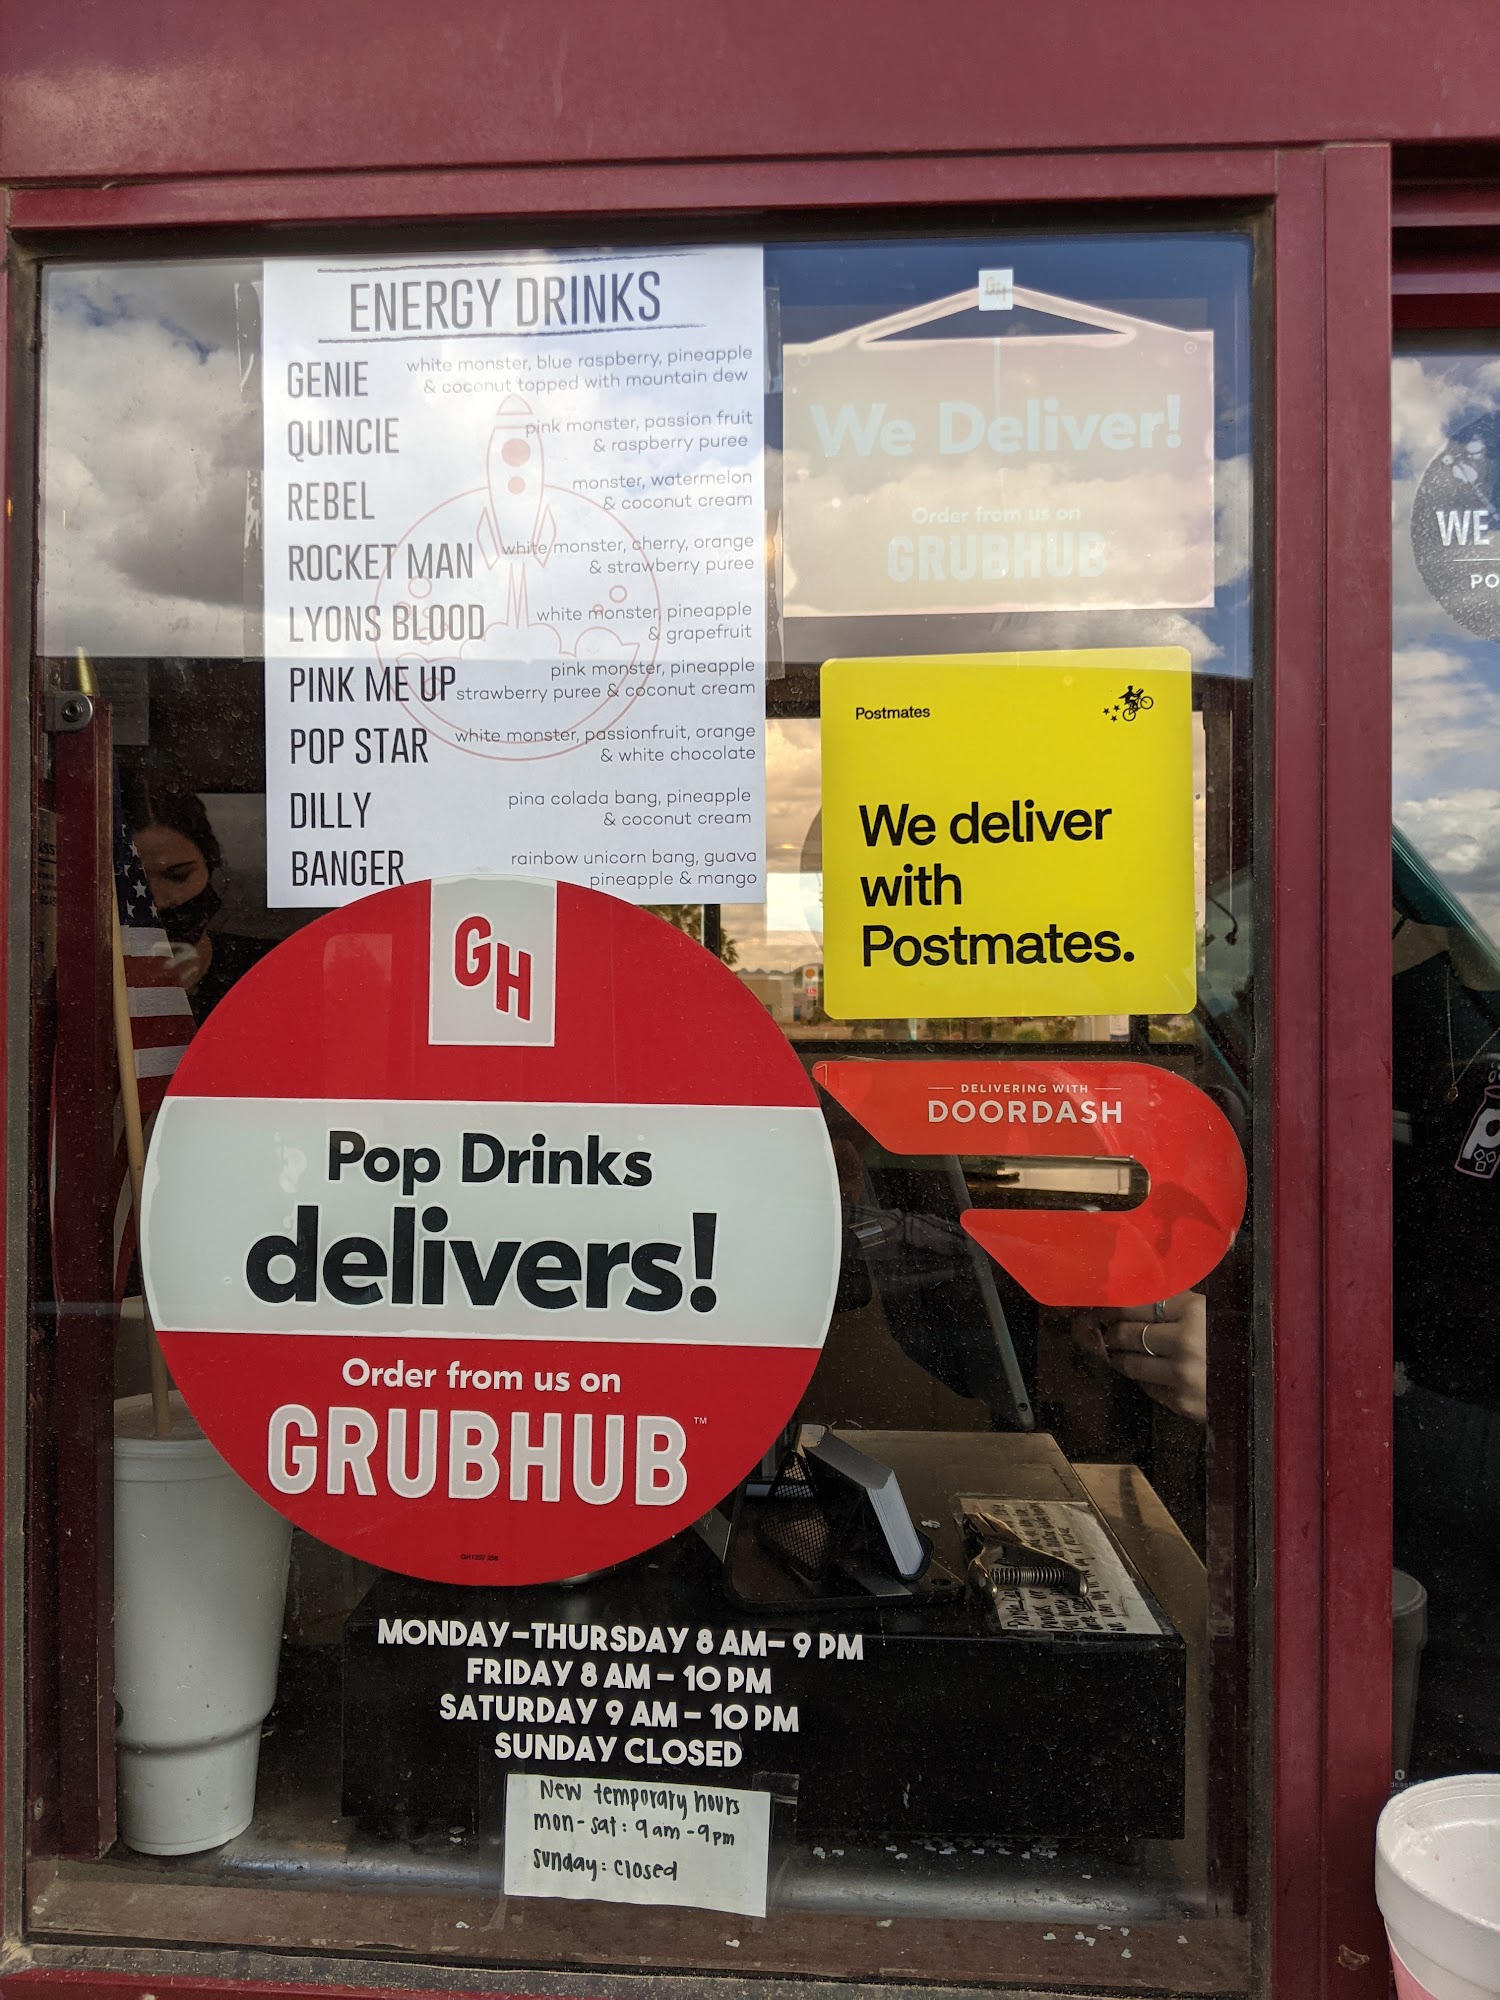 ENERGY DRINKS
GENIE white monster, blue raspberry, pineapple
& coconut topped with mountain dew
QUINCIE pink monster, passion fruit
& raspberry puree
REBEL monster, watermelon
& coconut cream
ROCKET MAN white monster, cherry, orange
& strawberry puree
LYONS BLOOD white monster, pineapple
& grapefruit
PINK ME UP pink monster, pineapple
strawberry puree & coconut cream
POP STAR white monster, passionfruit, orange
& white chocolate
DILLY pina colada bang, pineapple
& coconut cream
BANGER rainbow unicorn bang, guava
pineapple & mango
GH
We Deliver!
Order from us on
GRUBHUB
WE
PO
Postmates
We deliver
with
Postmates.
DELIVERING WITH
DOORDASH
GH
Pop Drinks
delivers!
Order from us on
GRUBHUB™
MONDAY-THURSDAY 8 AM- 9 PM
FRIDAY 8 AM - 10 PM
SATURDAY 9 AM - 10 PM
SUNDAY CLOSED
New temporary hours
mon-sat: 9am-9pm
sunday: closed